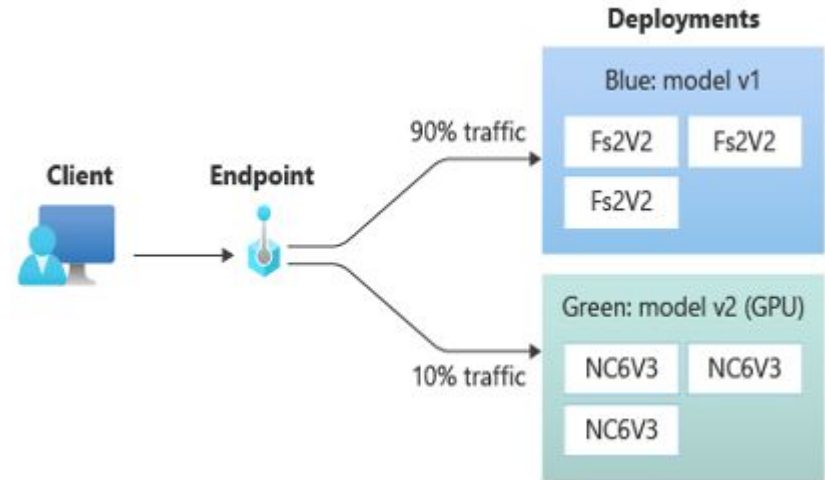 Deployments
Blue: model v1
90% traffic
Fs2V2 Fs2V2
Client Endpoint
Fs2V2
Green: model v2 (GPU)
10% traffic
NC6V3 NC6V3
NC6V3